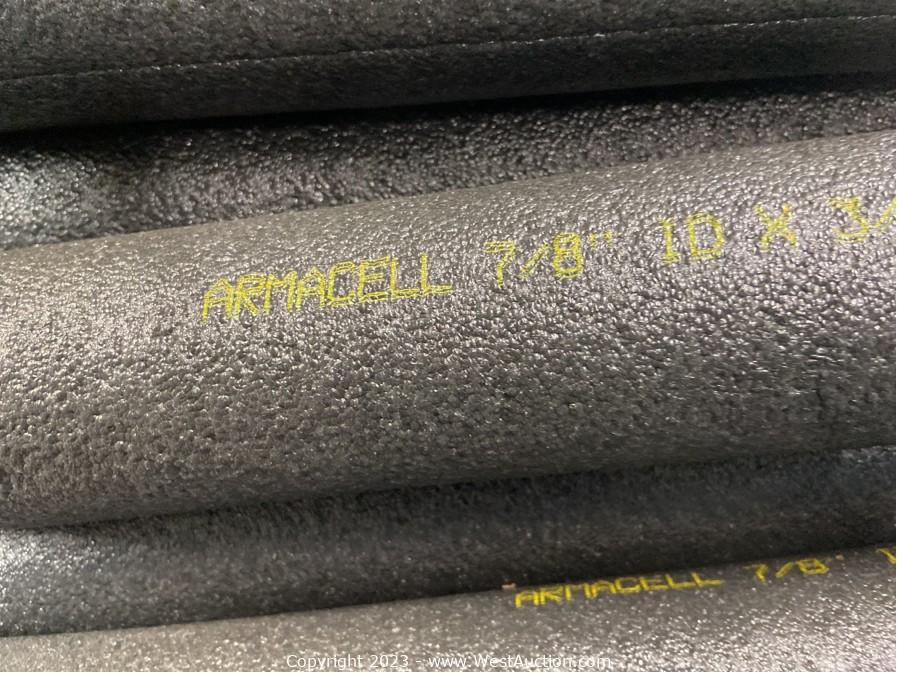 ARMACELL 7/8" ID X 3/
ARMACELL 7/8"
Copyright 2023 - www.WestAuction.com